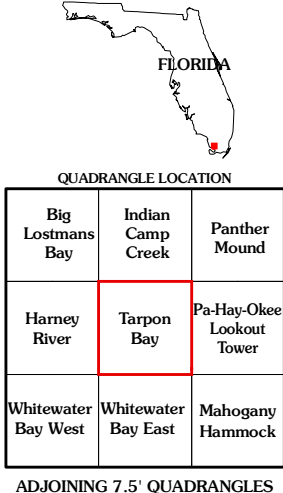 FLORIDA
QUADRANGLE LOCATION
Big
Lostmans
Bay
Indian
Camp
Creek
Panther
Mound
Harney
River
Tarpon
Bay
Pa-Hay-Okee
Lookout
Tower
Whitewater
Bay West
Whitewater
Bay East
Mahogany
Hammock
ADJOINING 7.5' QUADRANGLES